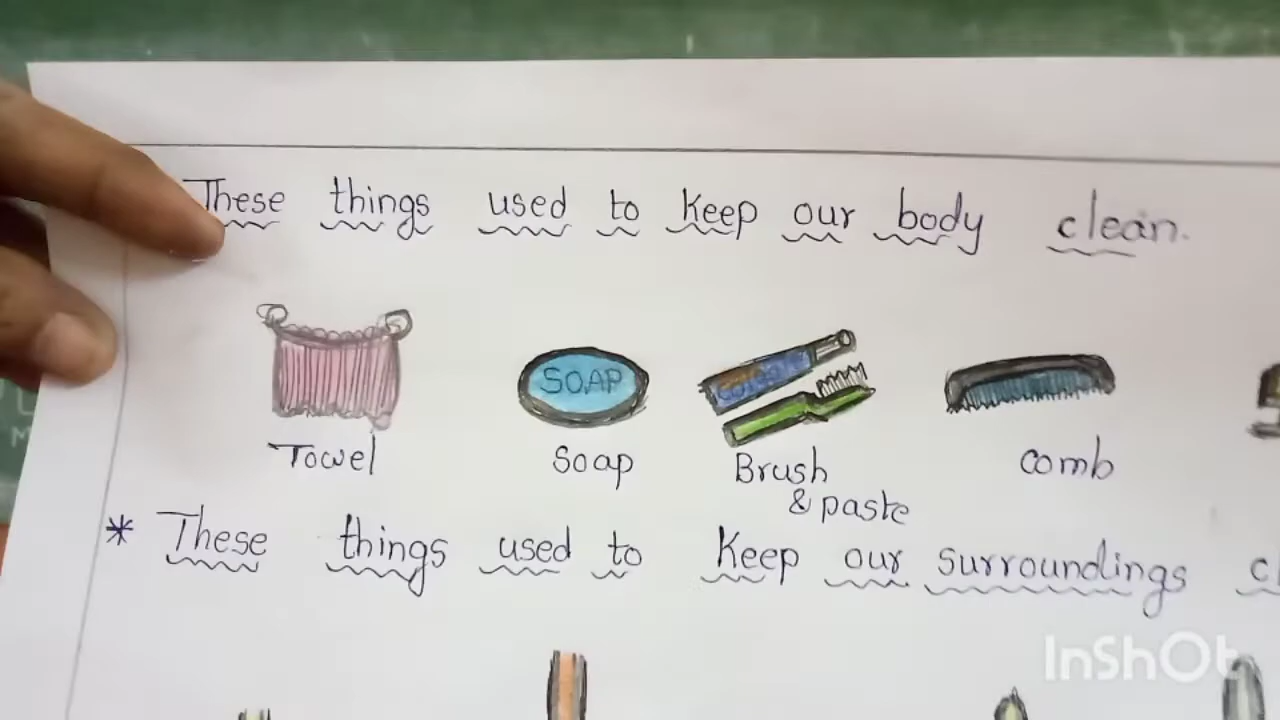 These things used to keep our body clean.
SOAP
Towel
Soap
Brush
& paste
comb
* These things used to Keep our surroundings
InShOt